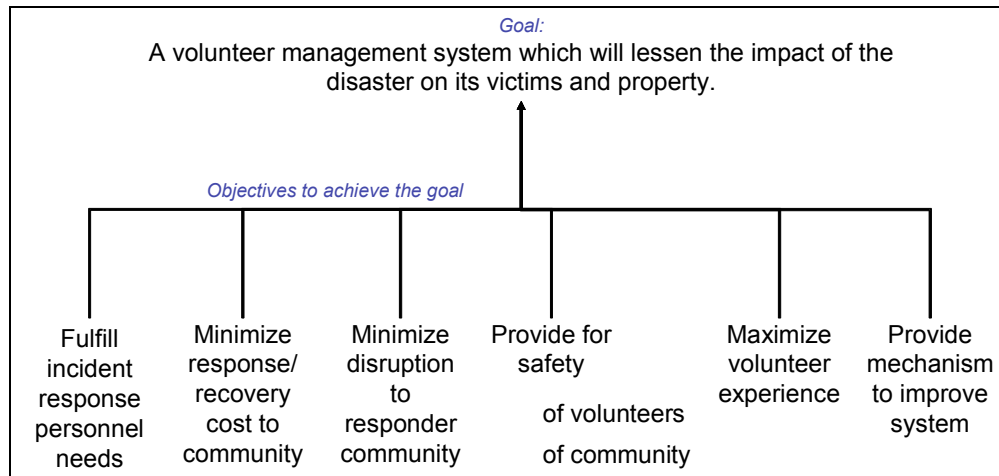 Goal:
A volunteer management system which will lessen the impact of the
disaster on its victims and property.
Objectives to achieve the goal
Fulfill
incident
response
personnel
needs
Minimize
response/
recovery
cost to
community
Minimize
disruption
to
responder
community
Provide for
safety
of volunteers
of community
Maximize
volunteer
experience
Provide
mechanism
to improve
system